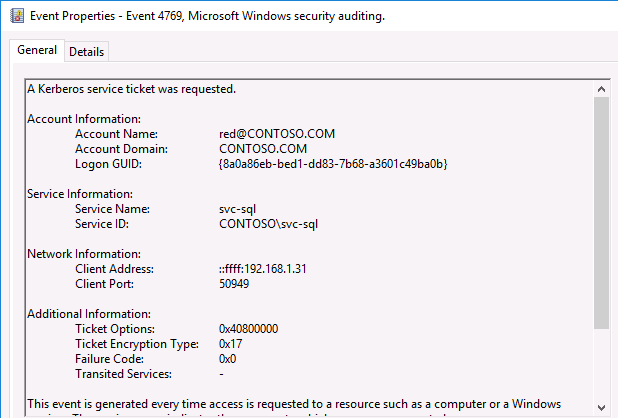 Event Properties - Event 4769, Microsoft Windows security auditing.
General Details
A Kerberos service ticket was requested.
Account Information:
Account Name: red@CONTOSO.COM
Account Domain: CONTOSO.COM
Logon GUID: {8a0a86eb-bed1-dd83-7b68-a3601c49ba0b}
Service Information:
Service Name: svc-sql
Service ID: CONTOSO\svc-sql
Network Information:
Client Address: ::ffff:192.168.1.31
Client Port: 50949
Additional Information:
Ticket Options: 0x40800000
Ticket Encryption Type: 0x17
Failure Code: 0x0
Transited Services: -
This event is generated every time access is requested to a resource such as a computer or a Windows